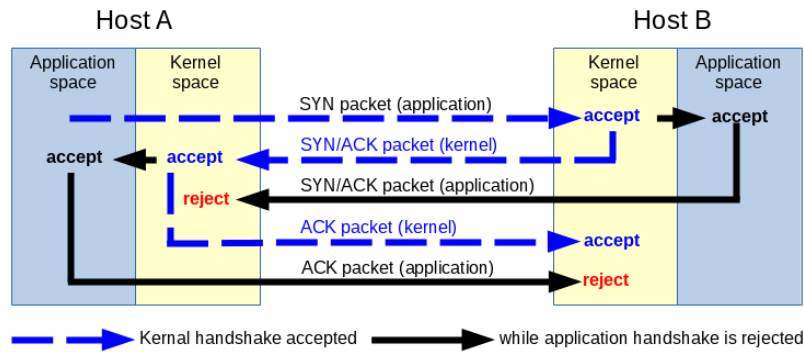 Host A
Host B
Application space
Kernel space
Kernel space
Application space
SYN packet (application)
accept
accept
SYN/ACK packet (kernel)
accept
accept
SYN/ACK packet (application)
reject
ACK packet (kernel)
accept
ACK packet (application)
reject
Kernal handshake accepted
while application handshake is rejected